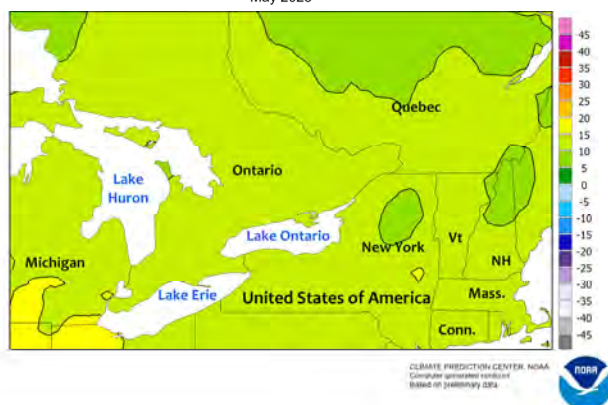 Quebec
Ontario
Lake
Huron
Lake Ontario
New York
Vt
NH
Michigan
Lake Erie
United States of America
Mass.
Conn.
45
40
35
30
25
20
15
10
5
0
-5
-10
-15
-20
-25
-30
-35
-40
-45
CLIMATE PREDICTION CENTER, NOAA
Computer generated contours
Based on preliminary data
NOAA